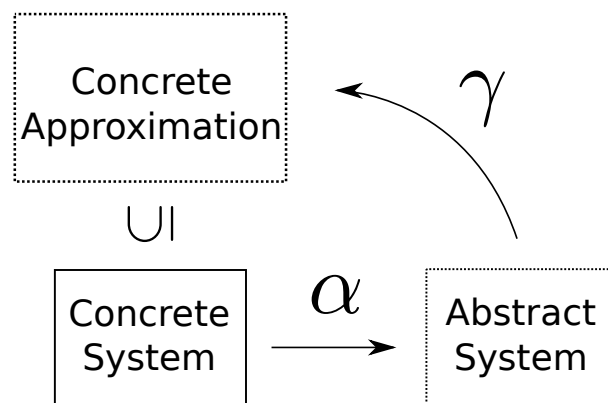 Concrete
Approximation
γ
⊆
Concrete
System
α
Abstract
System